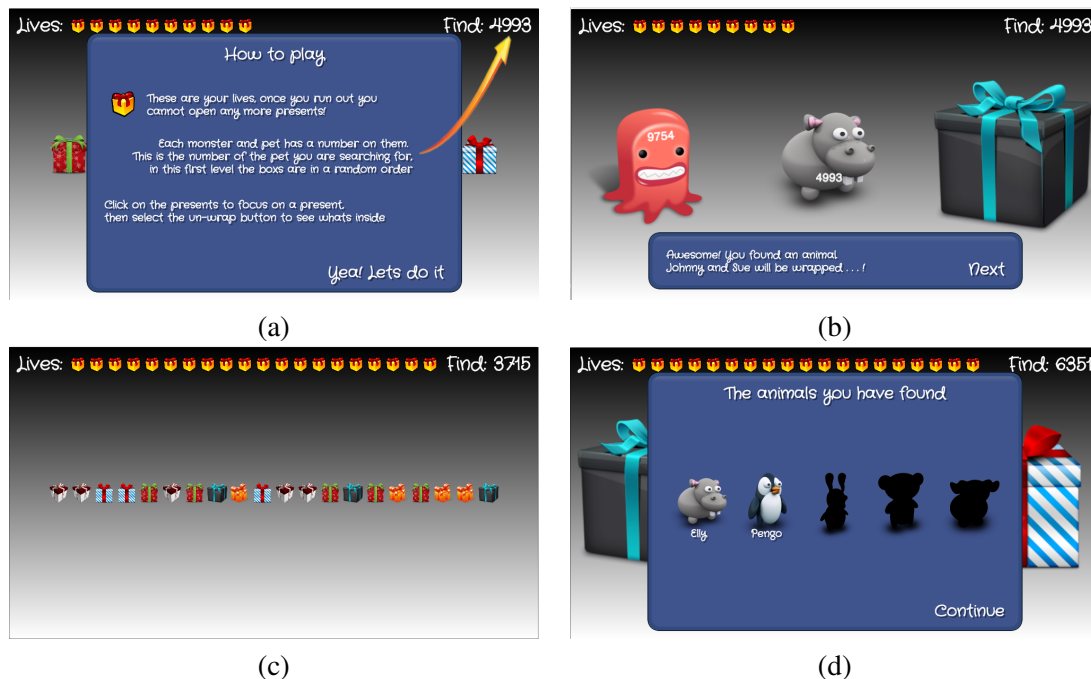 Lives:
Find: 4993
How to play
These are your lives, once you run out you
cannot open any more presents!
Each monster and pet has a number on them.
This is the number of the pet you are searching for,
in this first level the boxs are in a random order
Click on the presents to focus on a present,
then select the un-wrap button to see whats inside
Yea! Lets do it
(a)
Lives:
Find: 4993
9754
4993
Awesome! You found an animal
Johnny and Sue will be wrapped . . . !
Next
(b)
Lives:
Find: 3715
(c)
Lives:
Find: 6351
The animals you have found
Elly
Pengo
Continue
(d)